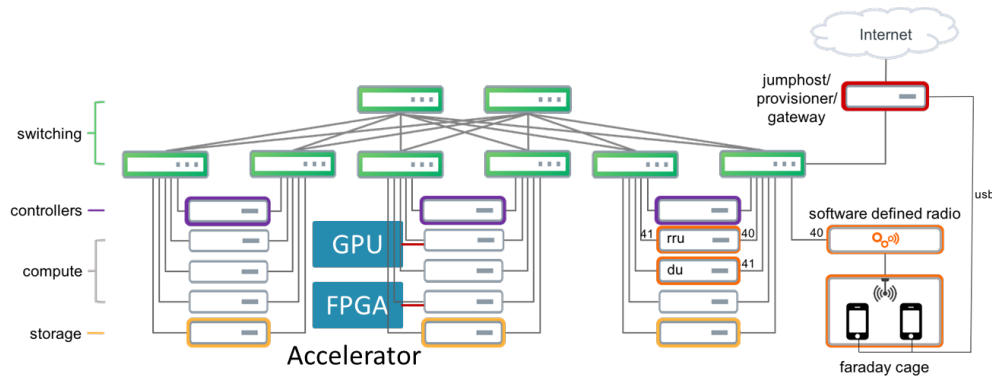 Internet
jumphost/
provisioner/
gateway
switching
usb
controllers
software defined radio
41
rru
40
40
GPU
compute
du
41
FPGA
storage
Accelerator
faraday cage